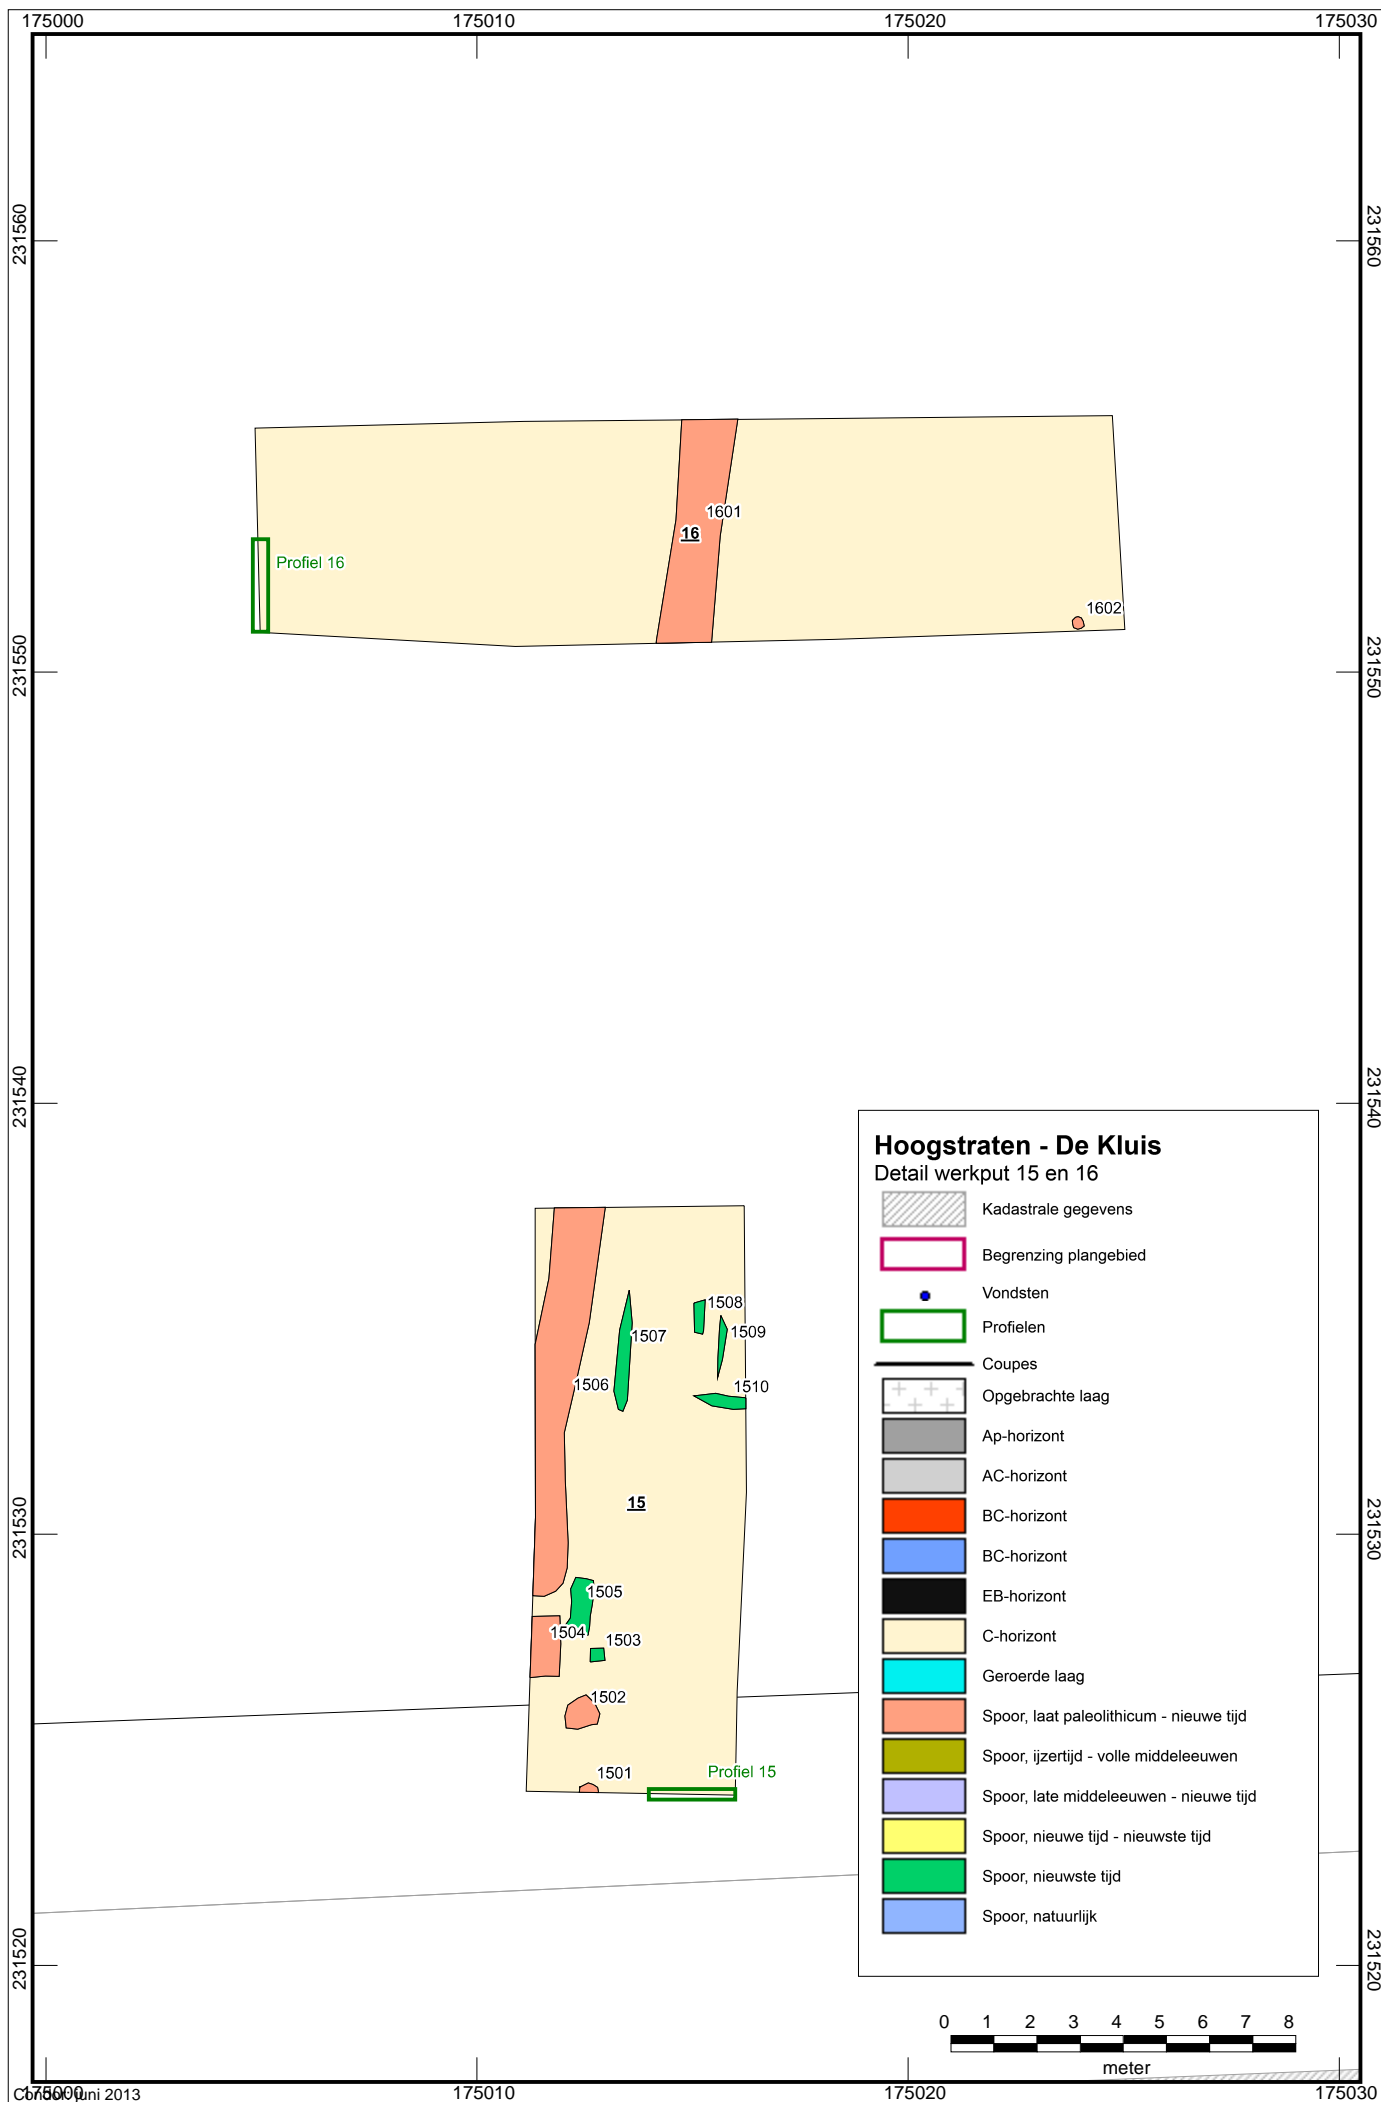 175000 175010 175020 175030
231560 231560
1601
16
Profiel 16
1602
231550 231550
231540 231540
Hoogstraten - De Kluis
Detail werkput 15 en 16
Kadastrale gegevens
Begrenzing plangebied
Vondsten
Profielen
Coupes
Opgebrachte laag
Ap-horizont
AC-horizont
BC-horizont
BC-horizont
EB-horizont
C-horizont
Geroerde laag
Spoor, laat paleolithicum - nieuwe tijd
Spoor, ijzertijd - volle middeleeuwen
Spoor, late middeleeuwen - nieuwe tijd
Spoor, nieuwe tijd - nieuwste tijd
Spoor, nieuwste tijd
Spoor, natuurlijk
1508
1507
1509
1506
1510
15
231530 231530
1505
1504
1503
1502
1501
Profiel 15
231520 231520
0 1 2 3 4 5 6 7 8
meter
Condor juni 2013
175000 175010 175020 175030